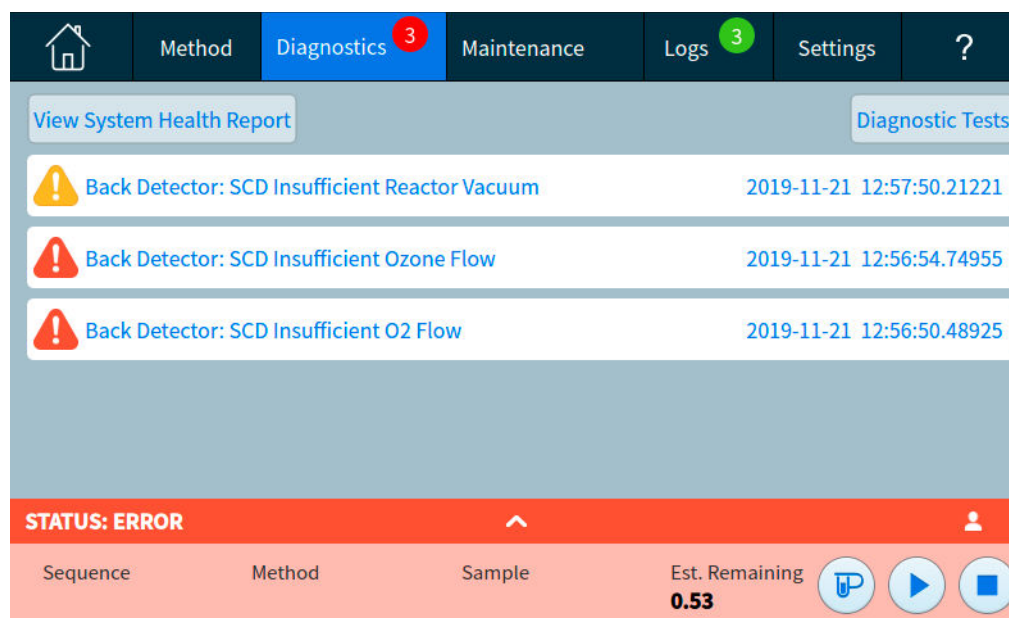 Method Diagnostics 3 Maintenance Logs 3 Settings ?
View System Health Report Diagnostic Tests
Back Detector: SCD Insufficient Reactor Vacuum 2019-11-21 12:57:50.21221
Back Detector: SCD Insufficient Ozone Flow 2019-11-21 12:56:54.74955
Back Detector: SCD Insufficient O2 Flow 2019-11-21 12:56:50.48925
STATUS: ERROR
Sequence Method Sample Est. Remaining
0.53